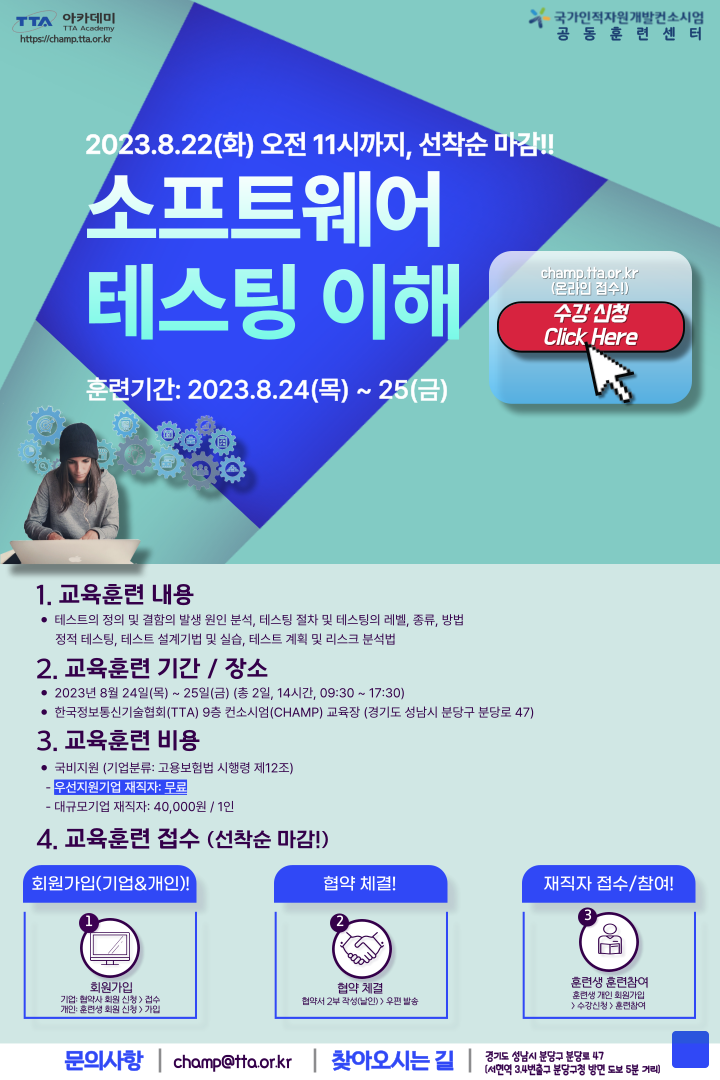 TTA 아카데미
TTA Academy
https://champ.tta.or.kr
국가인적자원개발컨소시엄
공동훈련센터
2023.8.22(화) 오전 11시까지, 선착순 마감!!
소프트웨어
테스팅 이해
champ.tta.or.kr
(온라인 접수!)
수강 신청
Click Here
훈련기간: 2023.8.24(목) ~ 25(금)
1. 교육훈련 내용
• 테스트의 정의 및 결함의 발생 원인 분석, 테스팅 절차 및 테스팅의 레벨, 종류, 방법
정적 테스팅, 테스트 설계기법 및 실습, 테스트 계획 및 리스크 분석법
2. 교육훈련 기간 / 장소
• 2023년 8월 24일(목) ~ 25일(금) (총 2일, 14시간, 09:30 ~ 17:30)
• 한국정보통신기술협회(TTA) 9층 컨소시엄(CHAMP) 교육장 (경기도 성남시 분당구 분당로 47)
3. 교육훈련 비용
• 국비지원 (기업분류: 고용보험법 시행령 제12조)
- 우선지원기업 재직자: 무료
- 대규모기업 재직자: 40,000원 / 1인
4. 교육훈련 접수 (선착순 마감!)
회원가입(기업&개인)!
1
회원가입
기업: 협약사 회원 신청 > 접수
개인: 훈련생 회원 신청 > 가입
협약 체결!
2
협약 체결
협약서 2부 작성(날인) > 우편 발송
재직자 접수/참여!
3
훈련생 훈련참여
훈련생 개인 회원가입
> 수강신청 > 훈련참여
문의사항 | champ@tta.or.kr | 찾아오시는 길 |
경기도 성남시 분당구 분당로 47
(서현역 3,4번출구 분당구청 방면 도보 5분 거리)